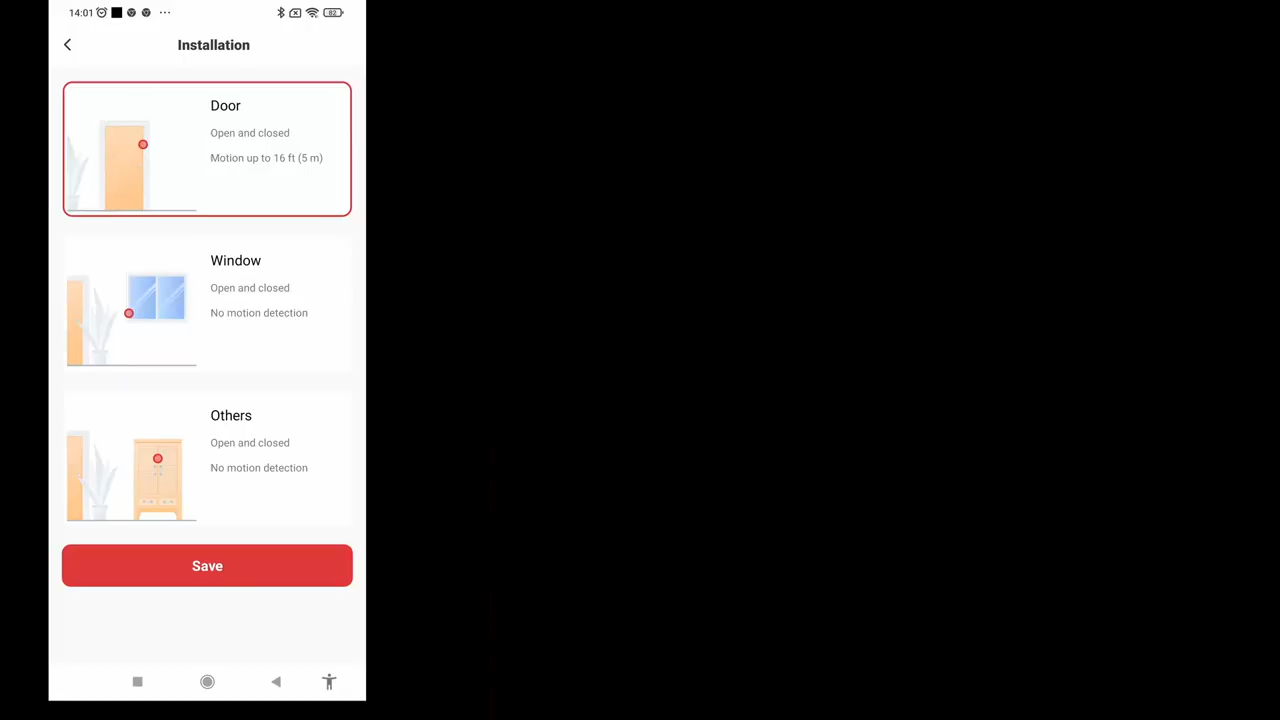 14:01 ... 82
Installation
Door
Open and closed
Motion up to 16 ft (5 m)
Window
Open and closed
No motion detection
Others
Open and closed
No motion detection
Save